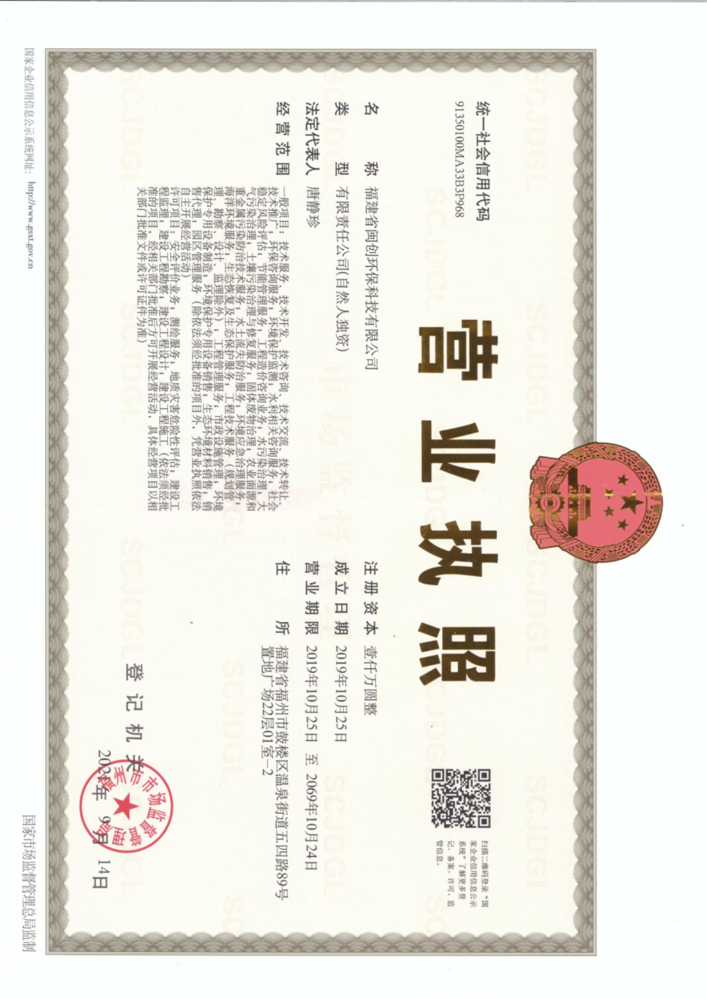 营业执照
统一社会信用代码
91350100MA33B3P968
扫描二维码登录“国
家企业信用信息公示
系统”了解更多登
记、备案、许可、监
管信息。
名称 福建省闽创环保科技有限公司
类型 有限责任公司(自然人独资)
法定代表人 唐静珍
经营范围 一般项目：技术服务、技术开发、技术咨询、技术交流、技术转让、
技术推广；环保咨询服务；环境保护监测；水利相关咨询服务；社会
稳定风险评估；节能管理服务；工程造价咨询业务；水污染治理；大
气污染治理；土壤污染治理与修复服务；固体废物治理；农业面源和
重金属污染防治技术服务；水土流失防治服务；环境应急治理服务；
海洋环境服务；生态恢复及生态保护服务；工程技术服务（规划管
理、勘察、设计、监理除外）；工程管理服务；市政设施管理；环境
保护专用设备制造；环境保护专用设备销售；生态环境材料销售；销
售代理；园区管理服务（除依法须经批准的项目外，凭营业执照依法
自主开展经营活动）
许可项目：安全评价业务；测绘服务；地质灾害危险性评估；建设工
程监理；建设工程勘察；建设工程设计；建设工程施工（依法须经批
准的项目，经相关部门批准后方可开展经营活动，具体经营项目以相
关部门批准文件或许可证件为准）
注册资本 壹仟万圆整
成立日期 2019年10月25日
营业期限 2019年10月25日 至 2069年10月24日
住所 福建省福州市鼓楼区温泉街道五四路89号
置地广场22层01室-2
登记机关
福州市市场监督管理局
2021年 9月 14日
国家企业信用信息公示系统网址： http://www.gsxt.gov.cn
国家市场监督管理总局监制